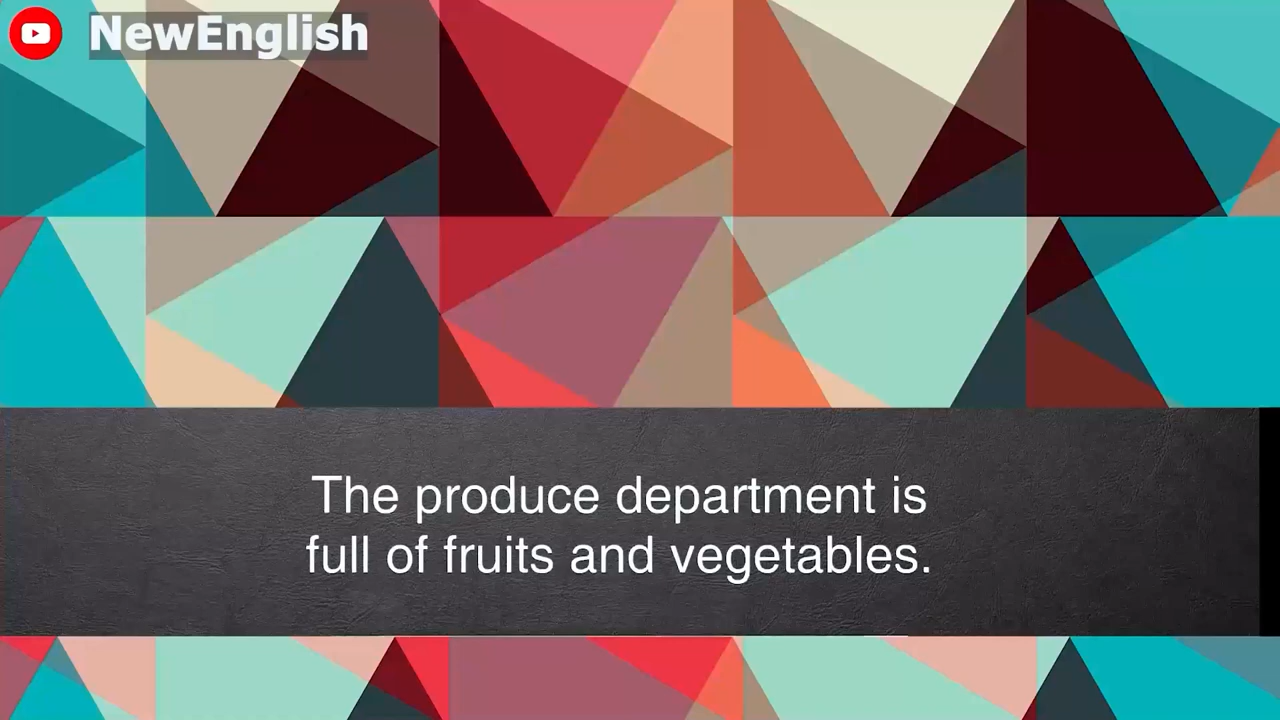 NewEnglish
The produce department is
full of fruits and vegetables.